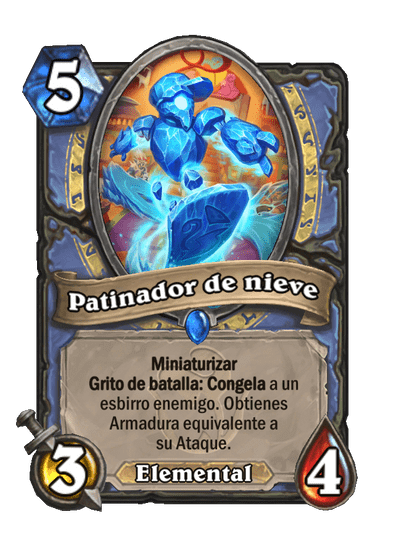 5
Patinador de nieve
Miniaturizar
Grito de batalla: Congela a un
esbirro enemigo. Obtienes
Armadura equivalente a
su Ataque.
3
Elemental
4